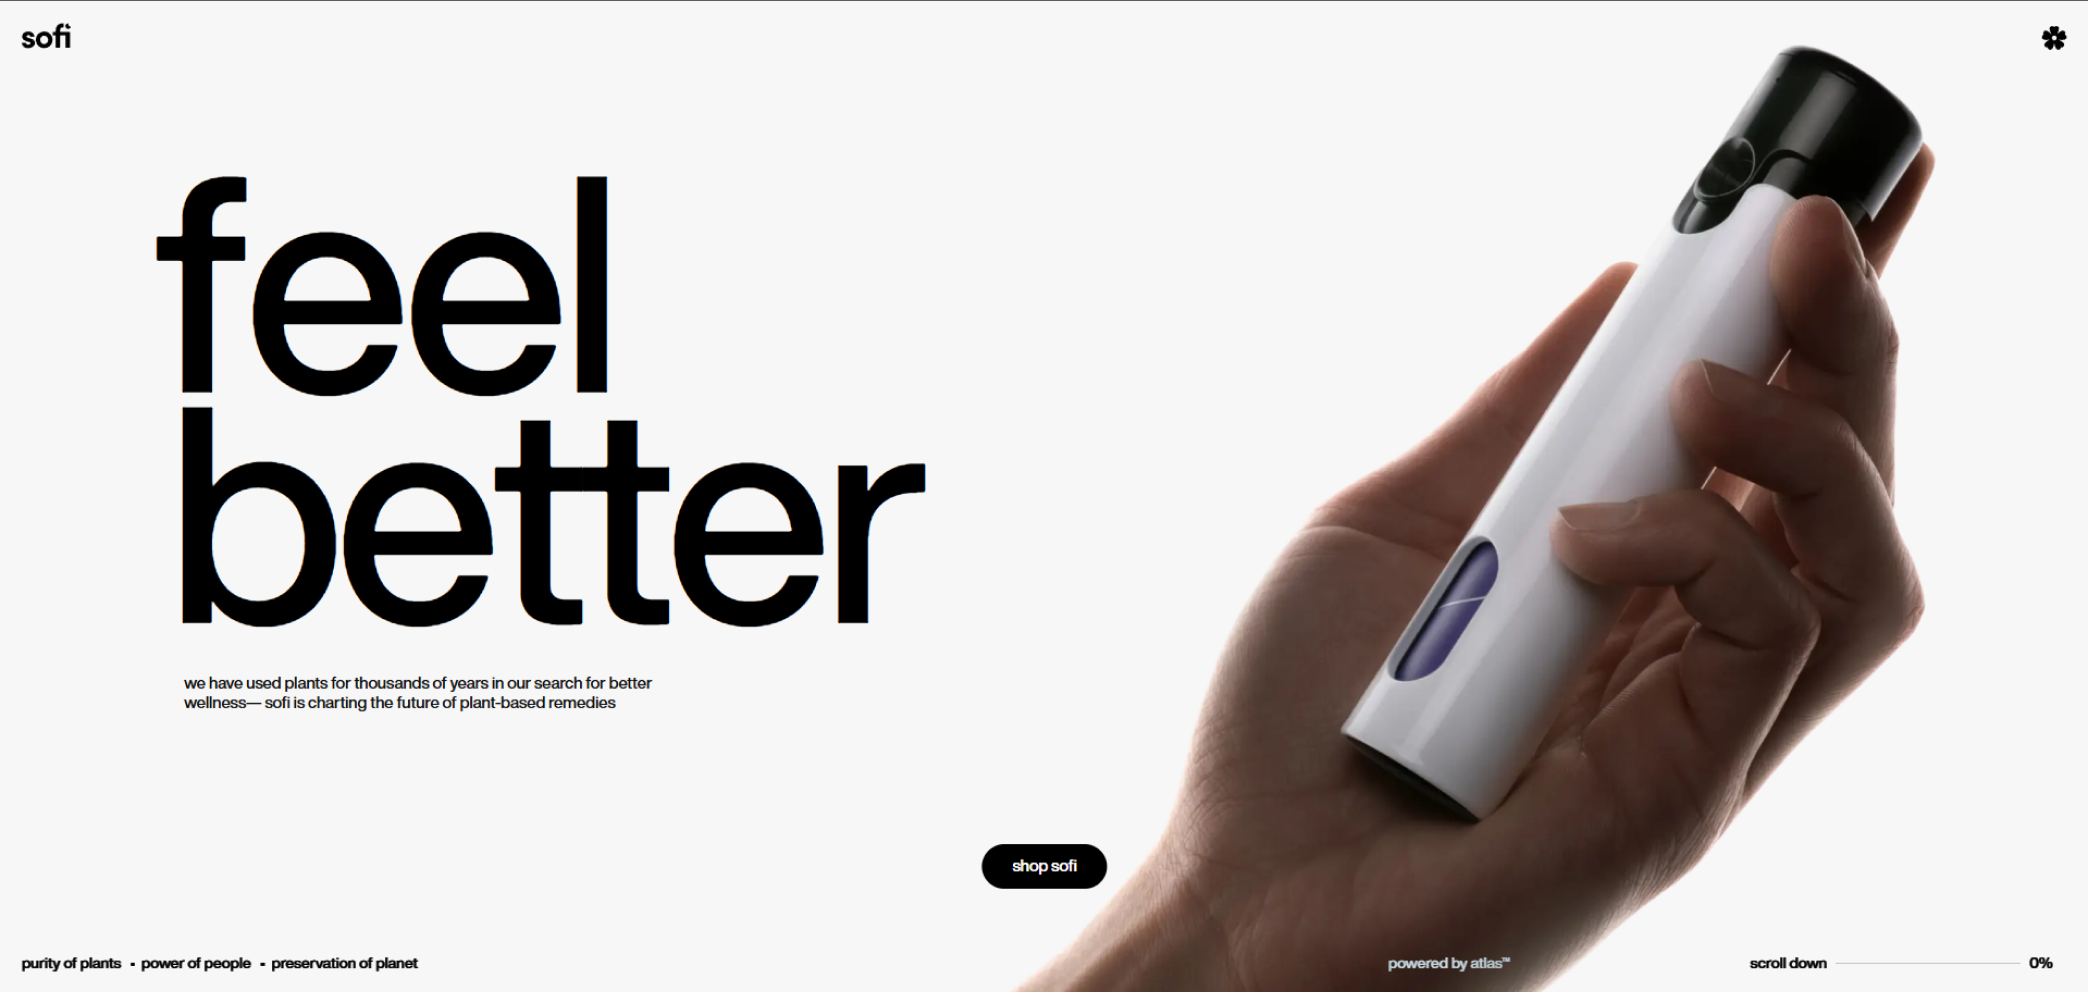 sofi
feel
better
we have used plants for thousands of years in our search for better
wellness— sofi is charting the future of plant-based remedies
shop sofi
purity of plants - power of people - preservation of planet
powered by atlas™
scroll down 0%